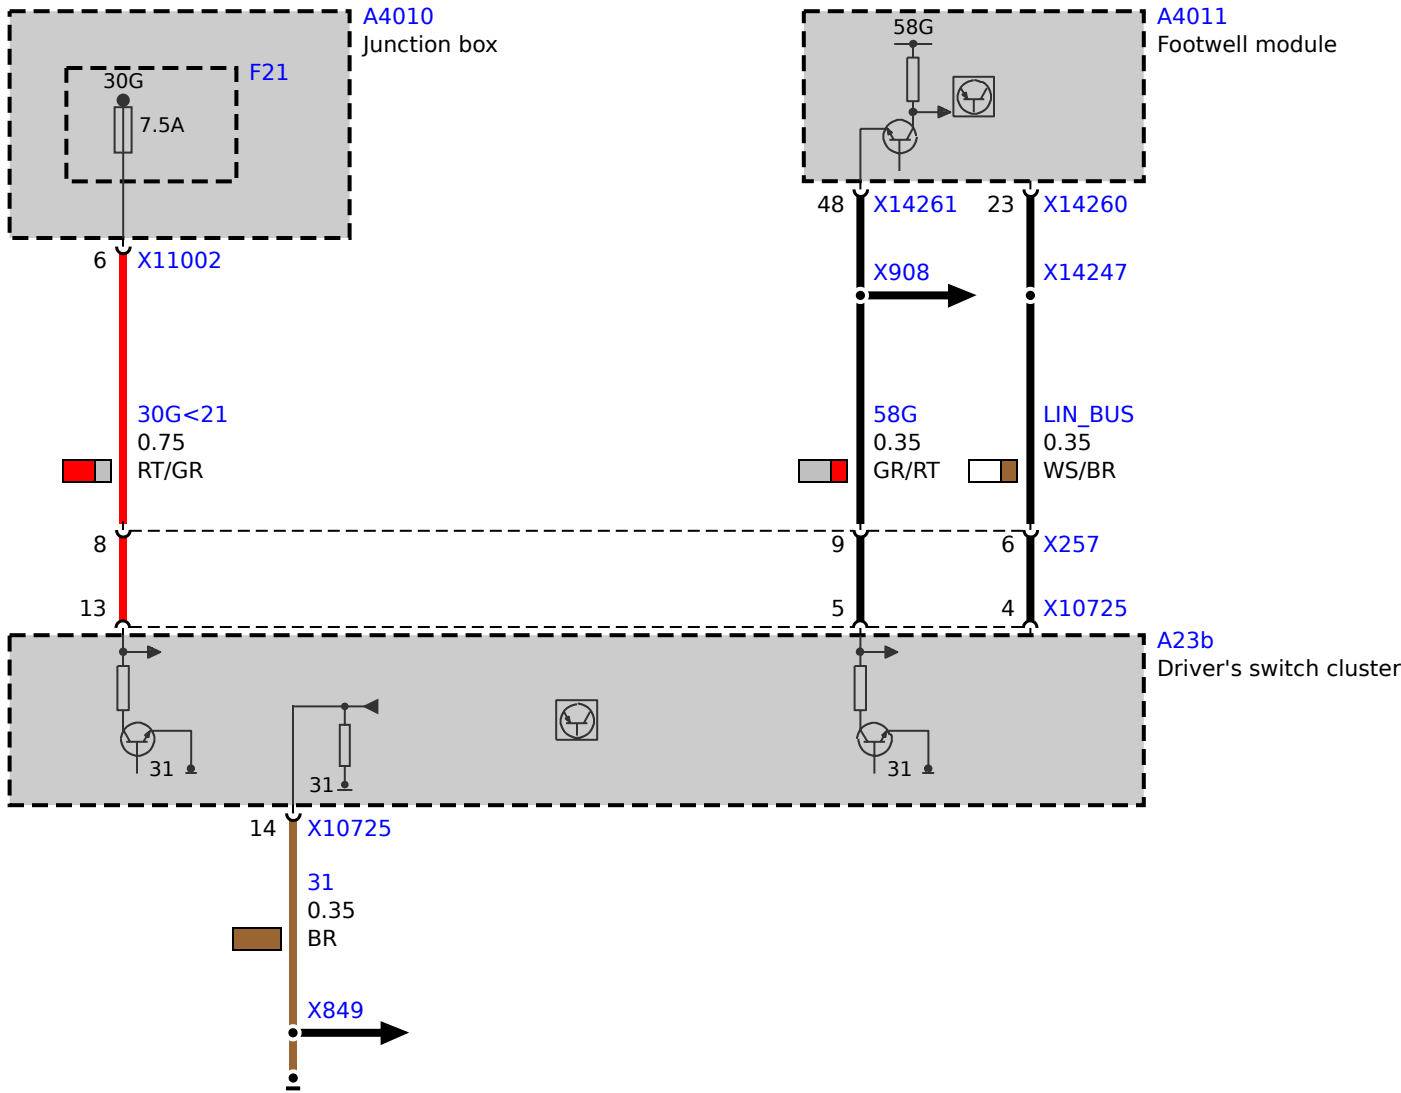 A4010
Junction box
F21
30G
7.5A
A4011
Footwell module
58G
6 X11002
48 X14261
23 X14260
X908
X14247
30G<21
0.75
RT/GR
58G
0.35
GR/RT
LIN_BUS
0.35
WS/BR
8
9
6 X257
13
5
4 X10725
A23b
Driver's switch cluster
31
31
31
14 X10725
31
0.35
BR
X849